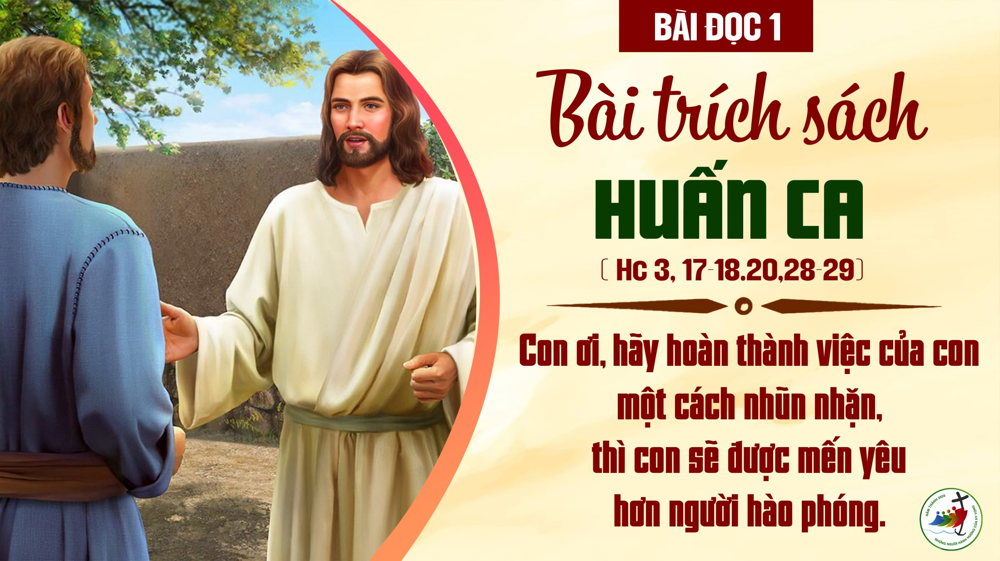 BÀI ĐỌC 1
Bài trích sách
HUẤN CA
( Hc 3, 17-18.20,28-29)
Con ơi, hãy hoàn thành việc của con
một cách nhũn nhặn,
thì con sẽ được mến yêu
hơn người hào phóng.
NĂM THÁNH 2025
NHỮNG NGƯỜI HÀNH HƯƠNG CỦA HY VỌNG